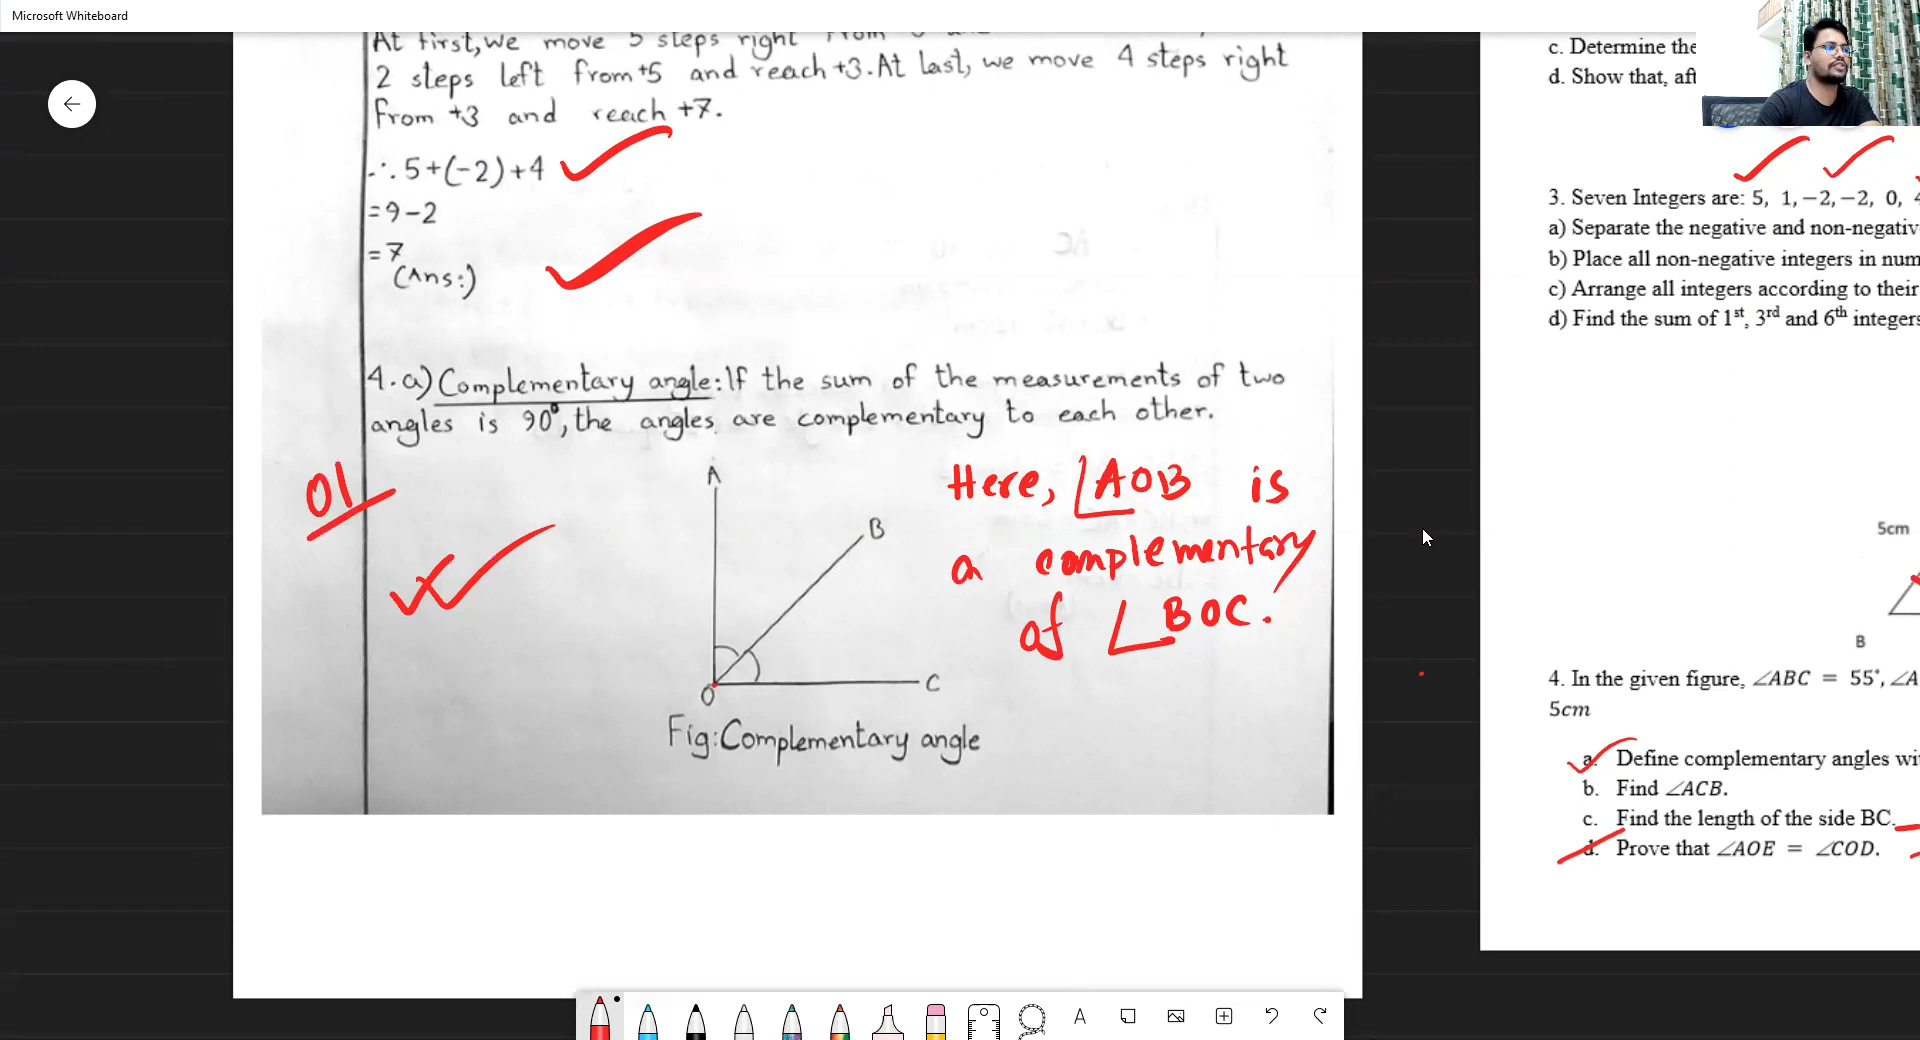 Microsoft Whiteboard
At first, we move 5 steps right from
2 steps left from +5 and reach +3. At last, we move 4 steps right
from +3 and reach +7.
∴ 5+(-2)+4
=9-2
=7
(Ans:)
4. a) Complementary angle: If the sum of the measurements of two
angles is 90°, the angles are complementary to each other.
01
A
B
O
C
Fig: Complementary angle
Here, ∠AOB is
a complementary
of ∠BOC.
c. Determine the
d. Show that, aft
3. Seven Integers are: 5, 1, −2, −2, 0,
a) Separate the negative and non-negativ
b) Place all non-negative integers in num
c) Arrange all integers according to their
d) Find the sum of 1st, 3rd and 6th integers
5cm
B
4. In the given figure, ∠ABC = 55°, ∠A
5cm
a. Define complementary angles wi
b. Find ∠ACB.
c. Find the length of the side BC.
d. Prove that ∠AOE = ∠COD.
A